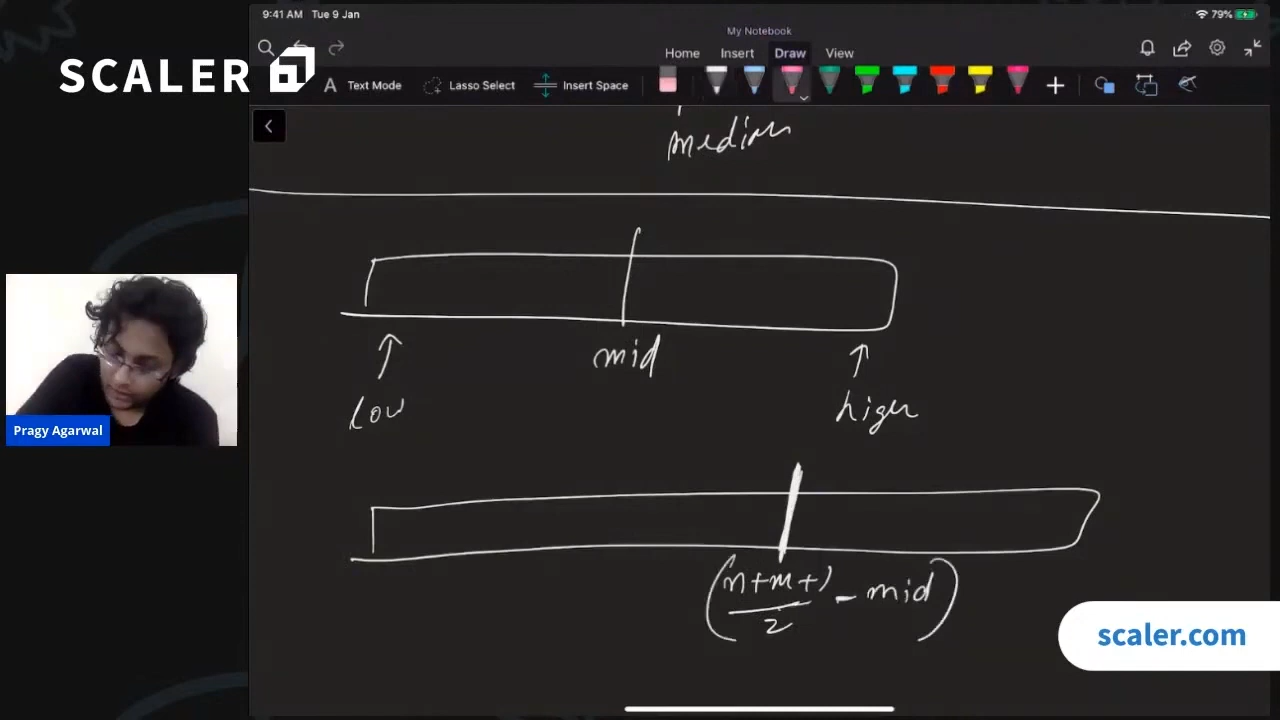 9:41 AM Tue 9 Jan
79%
My Notebook
SCALER
Home Insert Draw View
A Text Mode Lasso Select Insert Space
median
mid
low
higer
(n+m+1)/2 - mid
Pragy Agarwal
scaler.com